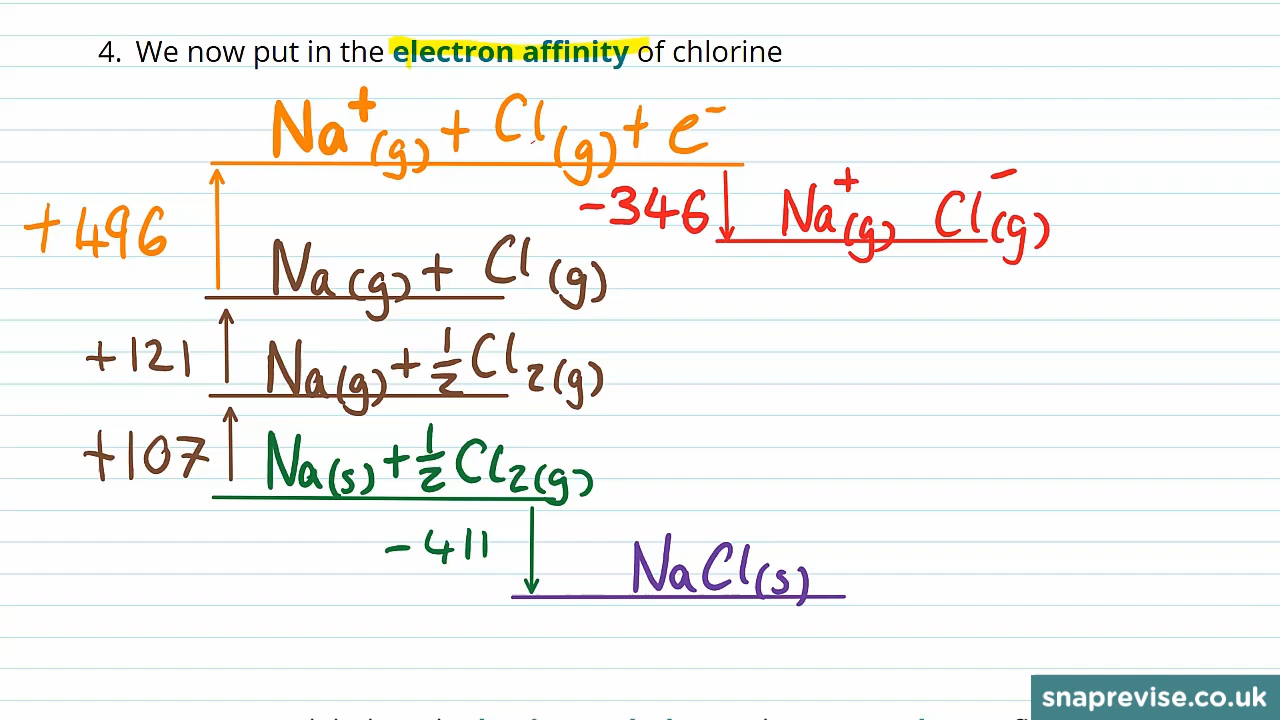 4. We now put in the electron affinity of chlorine
Na⁺(g) + Cl(g) + e⁻
-346 Na⁺(g) Cl⁻(g)
+496
Na(g) + Cl(g)
+121 Na(g) + ½Cl₂(g)
+107 Na(s) + ½Cl₂(g)
-411
NaCl(s)
snaprevise.co.uk